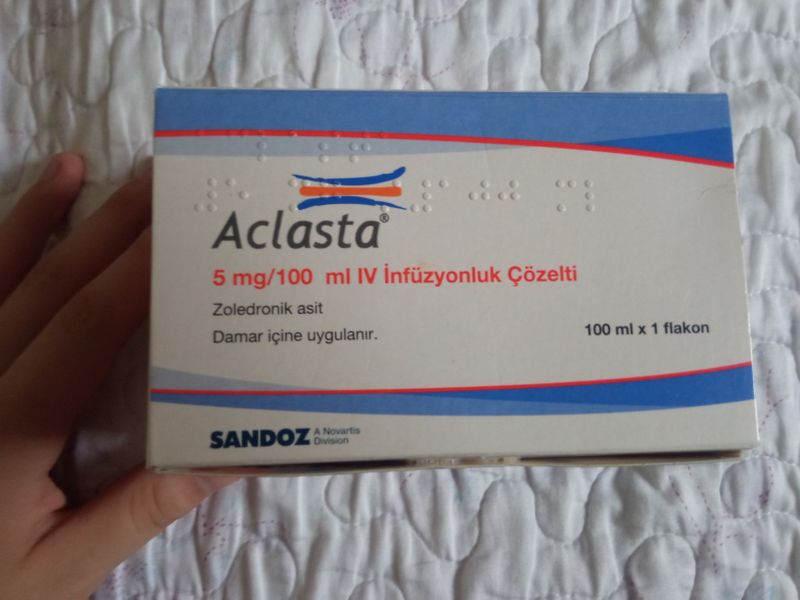 Aclasta®
5 mg/100 ml IV İnfüzyonluk Çözelti
Zoledronik asit
Damar içine uygulanır.
100 ml x 1 flakon
SANDOZ A Novartis
Division